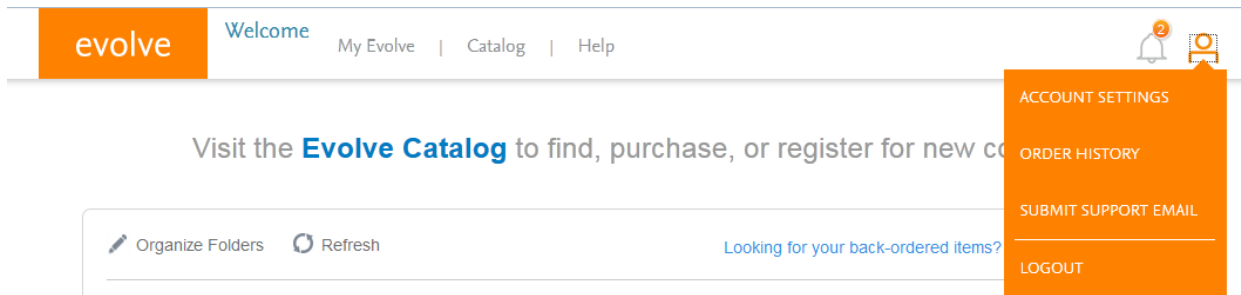 evolve
Welcome
My Evolve | Catalog | Help
2
ACCOUNT SETTINGS
Visit the Evolve Catalog to find, purchase, or register for new
ORDER HISTORY
SUBMIT SUPPORT EMAIL
Organize Folders
Refresh
Looking for your back-ordered items?
LOGOUT